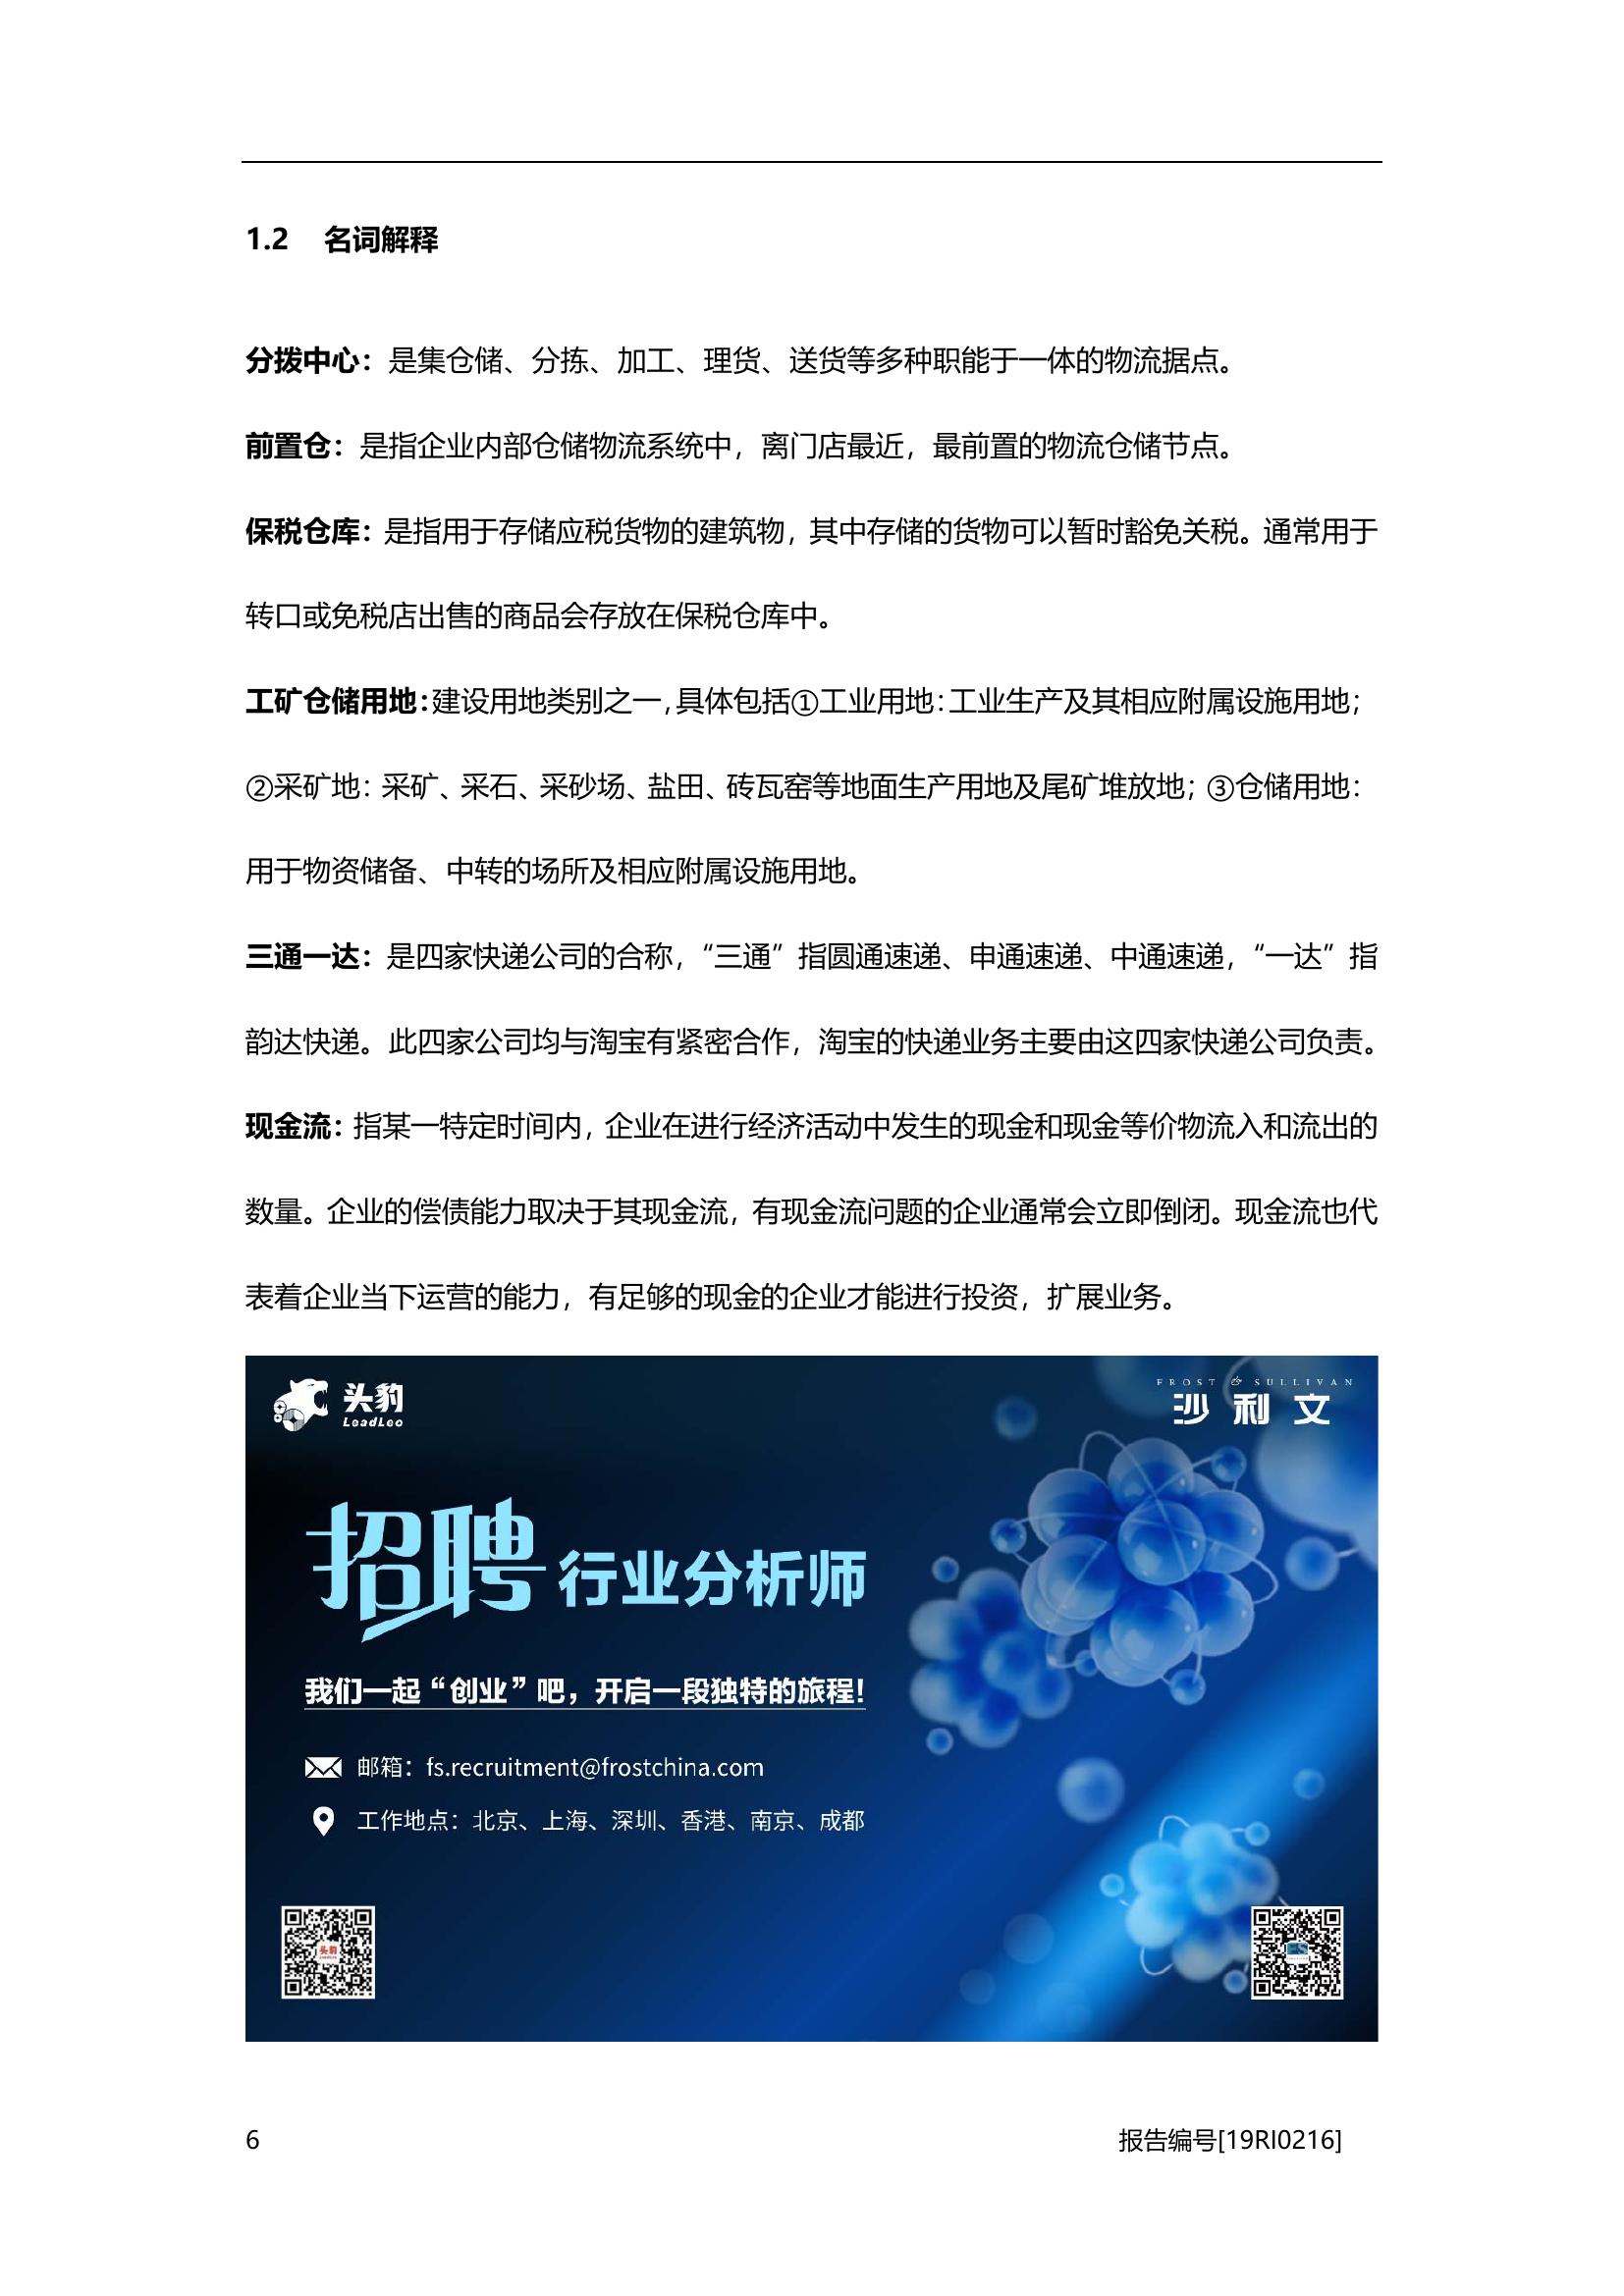 1.2 名词解释
分拨中心：是集仓储、分拣、加工、理货、送货等多种职能于一体的物流据点。
前置仓：是指企业内部仓储物流系统中，离门店最近，最前置的物流仓储节点。
保税仓库：是指用于存储应税货物的建筑物，其中存储的货物可以暂时豁免关税。通常用于
转口或免税店出售的商品会存放在保税仓库中。
工矿仓储用地：建设用地类别之一，具体包括①工业用地：工业生产及其相应附属设施用地；
②采矿地：采矿、采石、采砂场、盐田、砖瓦窑等地面生产用地及尾矿堆放地；③仓储用地：
用于物资储备、中转的场所及相应附属设施用地。
三通一达：是四家快递公司的合称，“三通”指圆通速递、申通速递、中通速递，“一达”指
韵达快递。此四家公司均与淘宝有紧密合作，淘宝的快递业务主要由这四家快递公司负责。
现金流：指某一特定时间内，企业在进行经济活动中发生的现金和现金等价物流入和流出的
数量。企业的偿债能力取决于其现金流，有现金流问题的企业通常会立即倒闭。现金流也代
表着企业当下运营的能力，有足够的现金的企业才能进行投资，扩展业务。
头豹
LeadLeo
FROST & SULLIVAN
沙利文
招聘行业分析师
我们一起“创业”吧，开启一段独特的旅程！
邮箱：fs.recruitment@frostchina.com
工作地点：北京、上海、深圳、香港、南京、成都
头豹
6
报告编号[19RI0216]